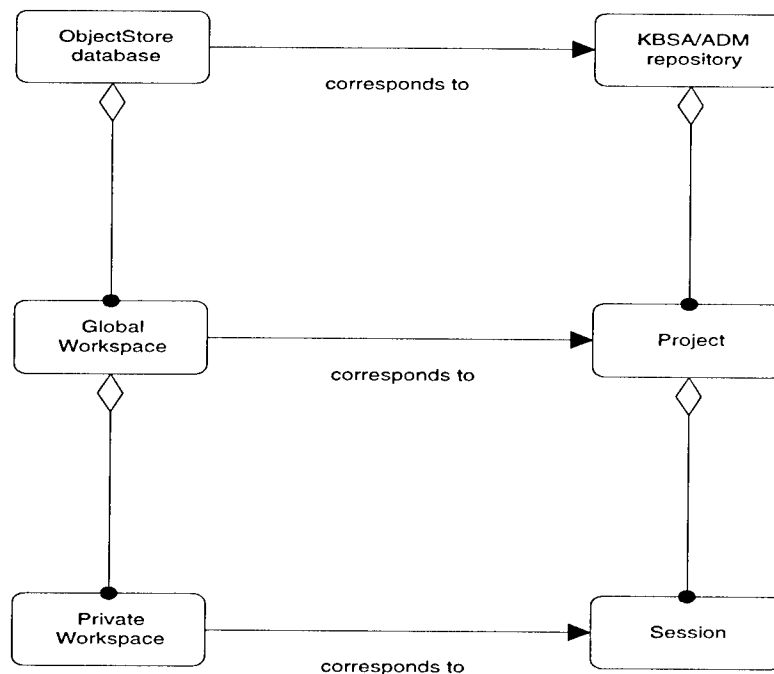 ObjectStore
database
KBSA/ADM
repository
corresponds to
Global
Workspace
Project
corresponds to
Private
Workspace
Session
corresponds to